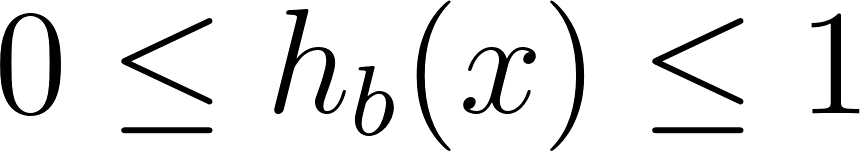 0 ≤ h_b(x) ≤ 1